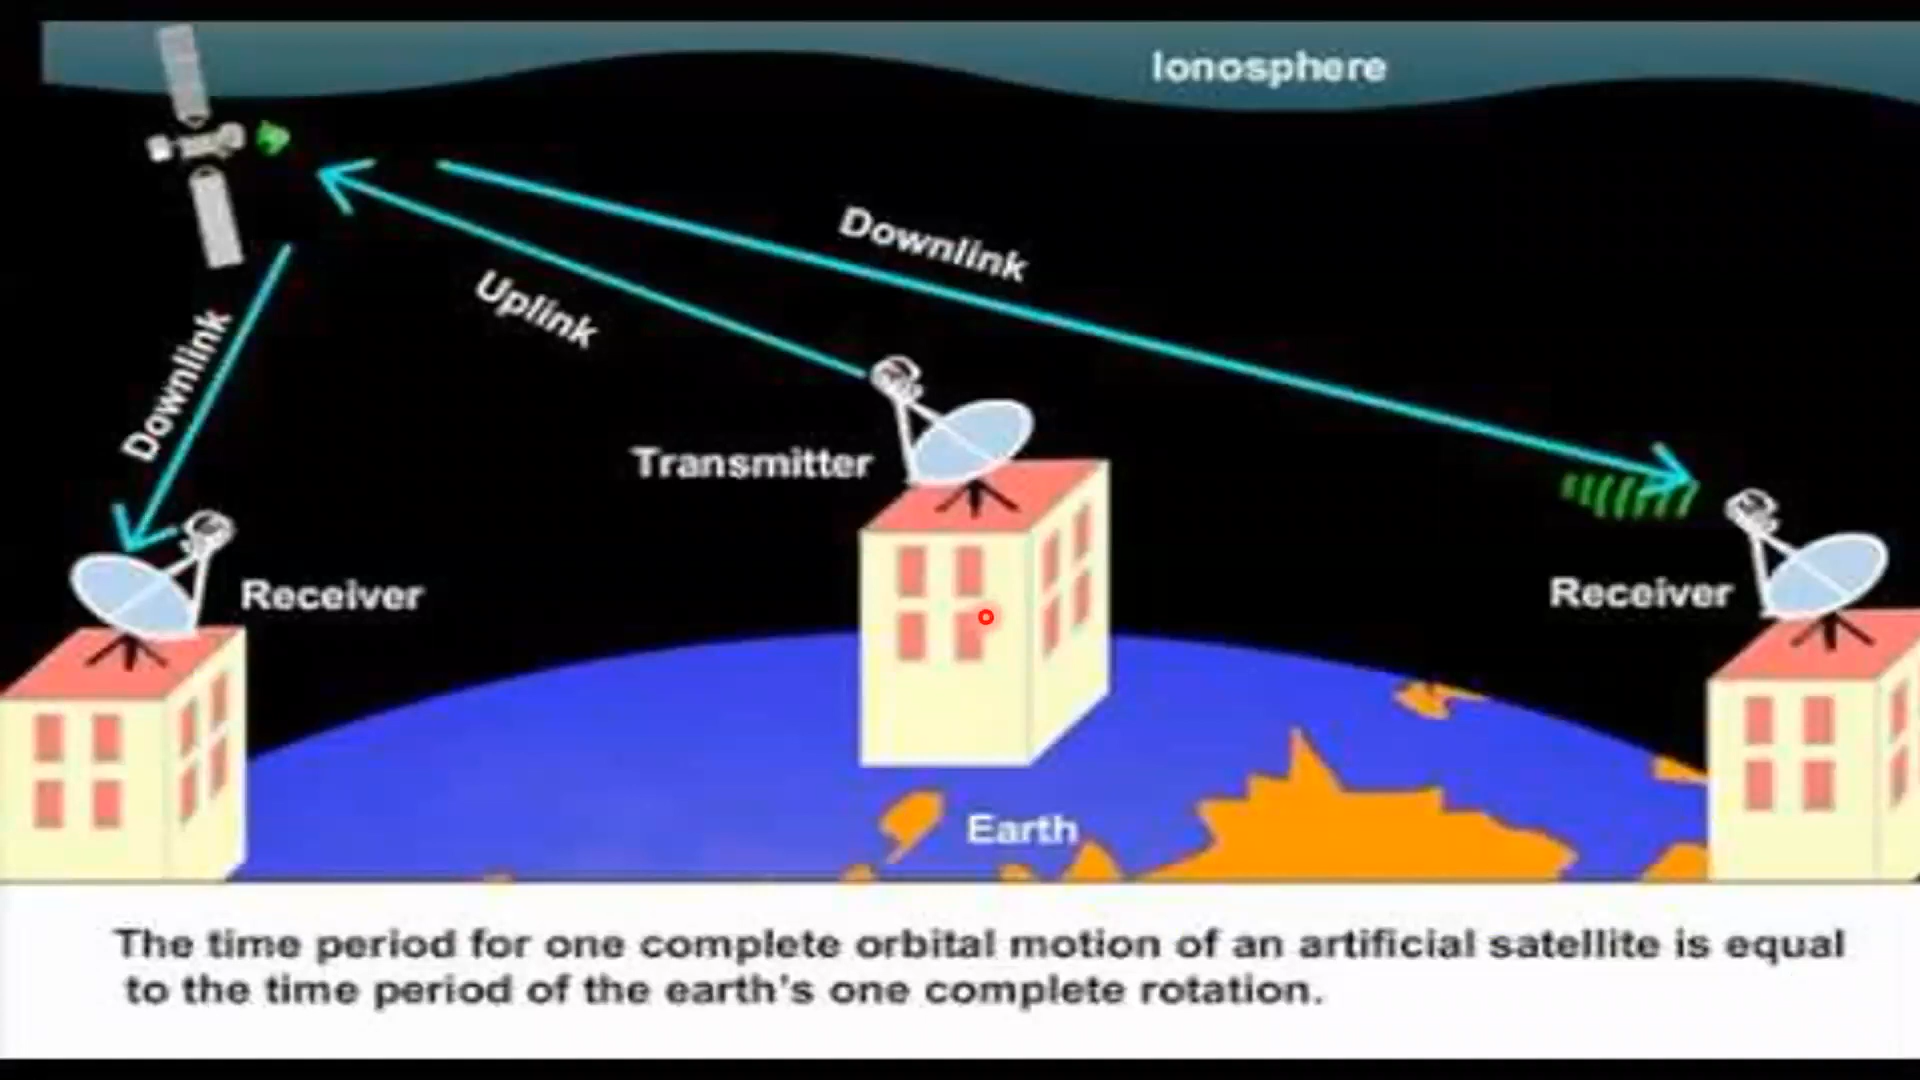 Ionosphere
Downlink
Uplink
Downlink
Transmitter
Receiver
Receiver
Earth
The time period for one complete orbital motion of an artificial satellite is equal
to the time period of the earth's one complete rotation.